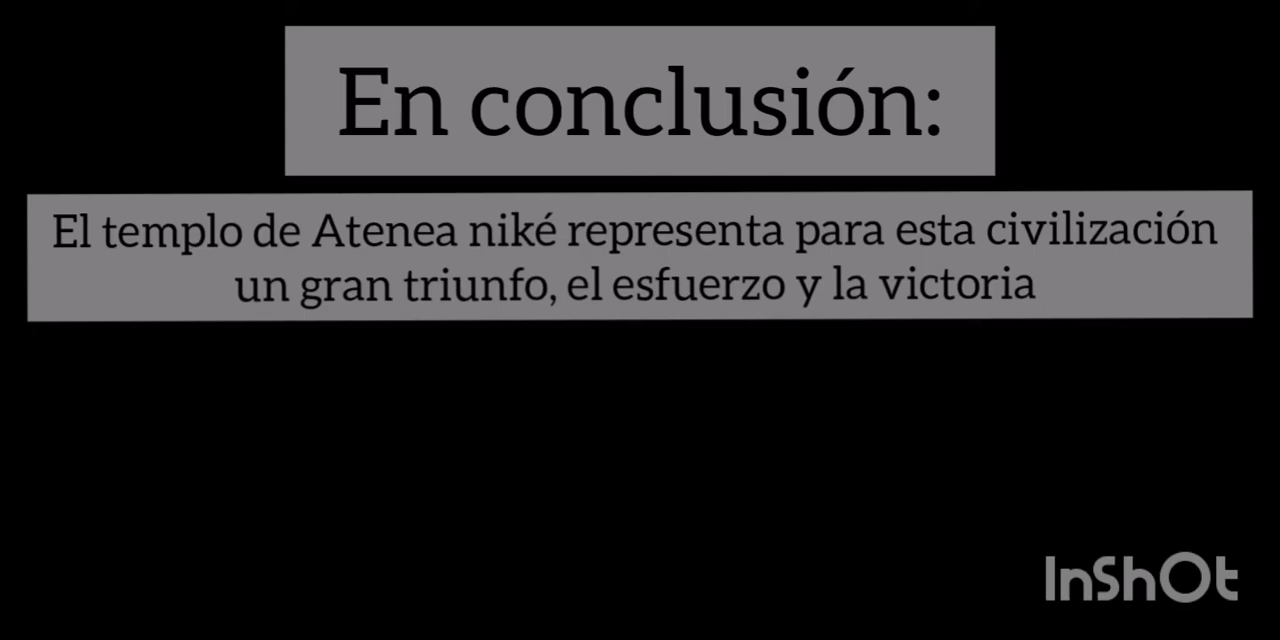 En conclusión:
El templo de Atenea niké representa para esta civilización
un gran triunfo, el esfuerzo y la victoria
InShOt